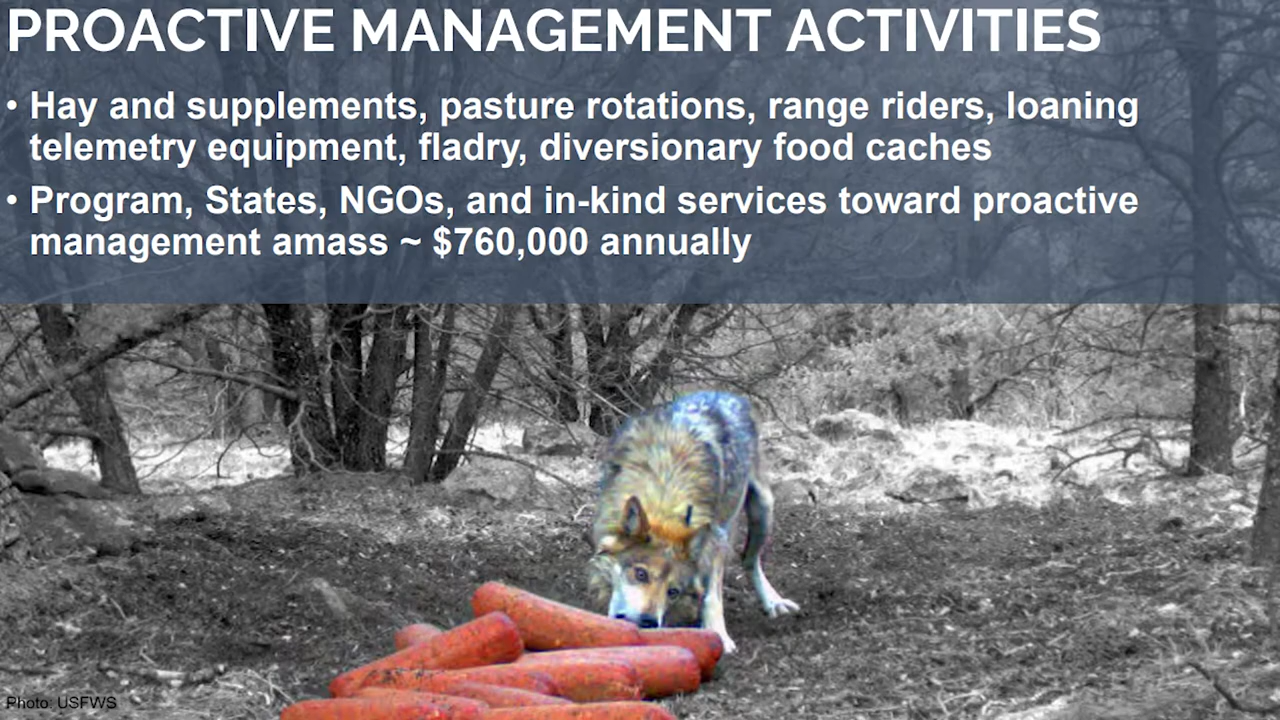 PROACTIVE MANAGEMENT ACTIVITIES
• Hay and supplements, pasture rotations, range riders, loaning
telemetry equipment, fladry, diversionary food caches
• Program, States, NGOs, and in-kind services toward proactive
management amass ~ $760,000 annually
Photo: USFWS